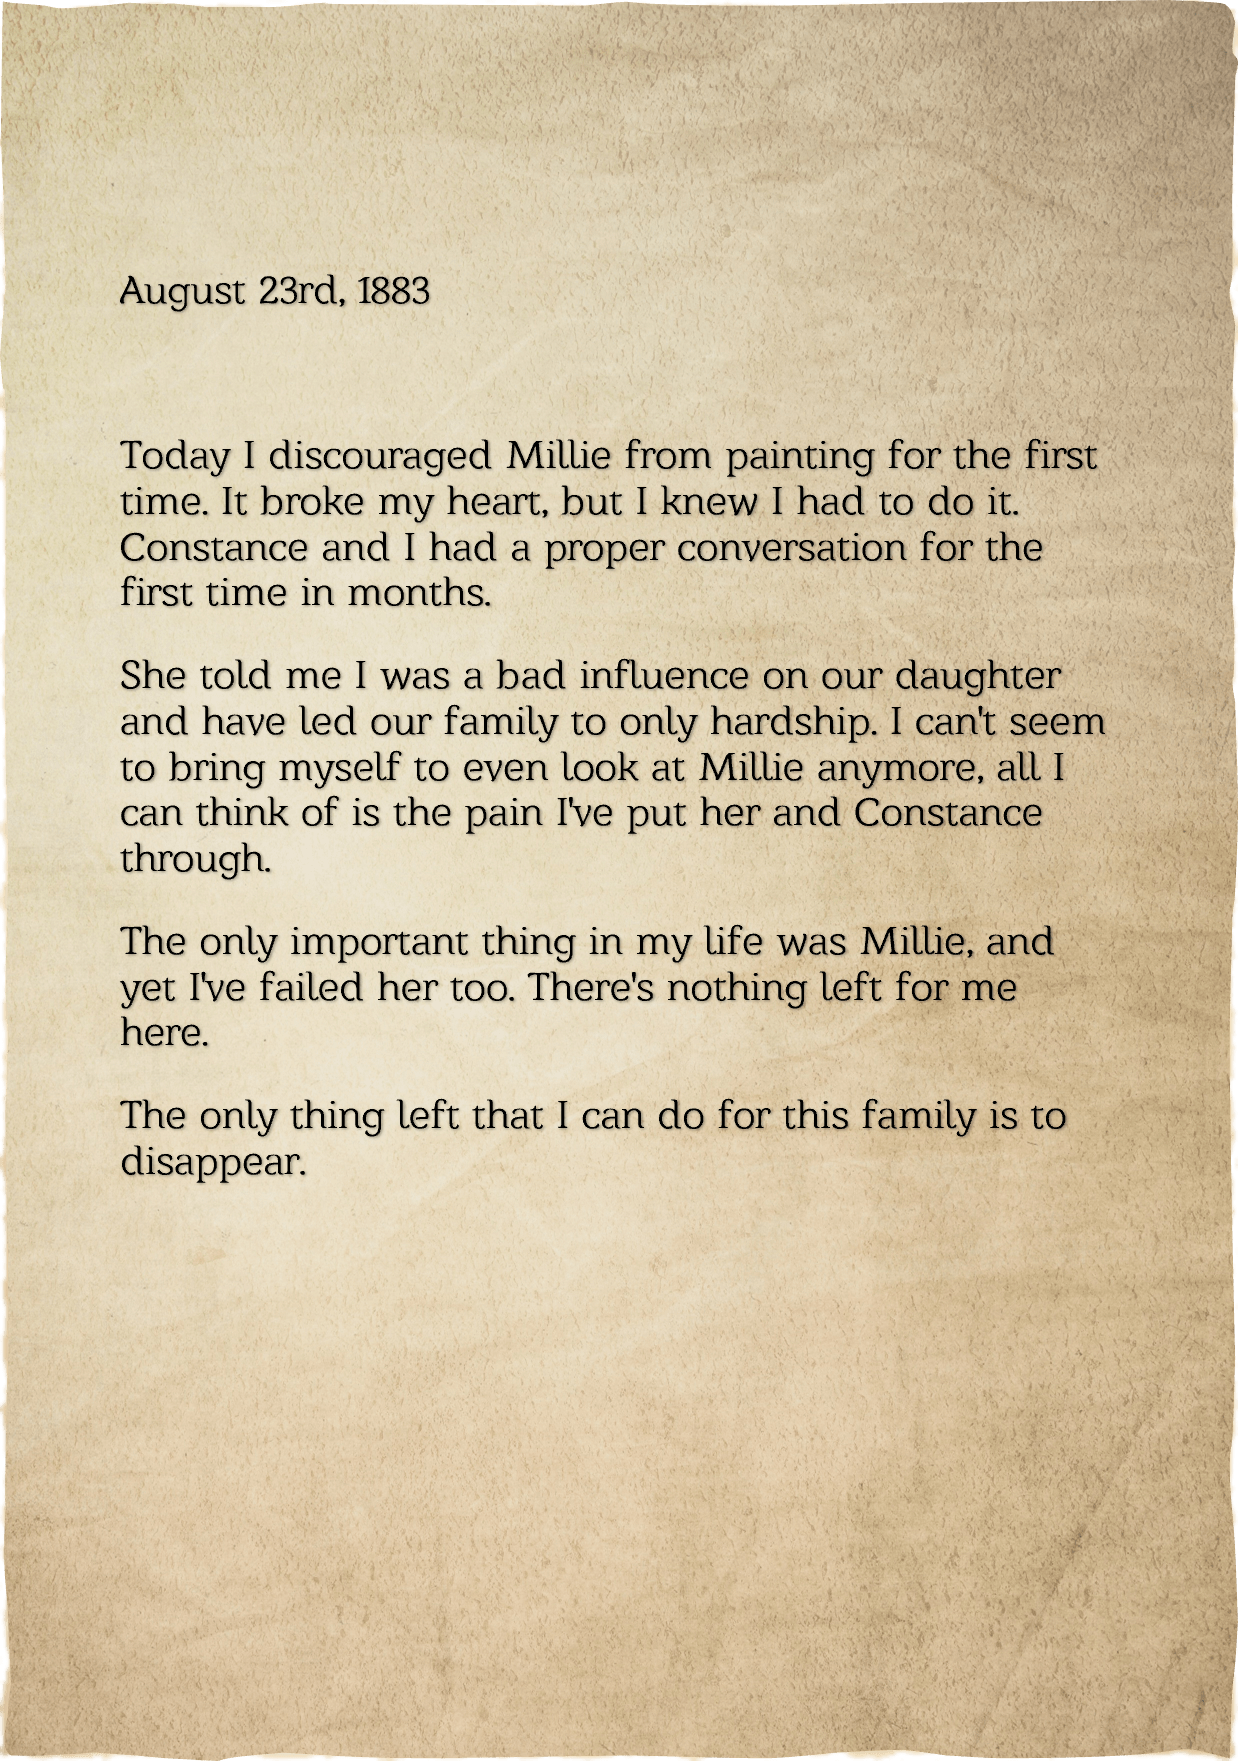 August 23rd, 1883
Today I discouraged Millie from painting for the first
time. It broke my heart, but I knew I had to do it.
Constance and I had a proper conversation for the
first time in months.
She told me I was a bad influence on our daughter
and have led our family to only hardship. I can't seem
to bring myself to even look at Millie anymore, all I
can think of is the pain I've put her and Constance
through.
The only important thing in my life was Millie, and
yet I've failed her too. There's nothing left for me
here.
The only thing left that I can do for this family is to
disappear.